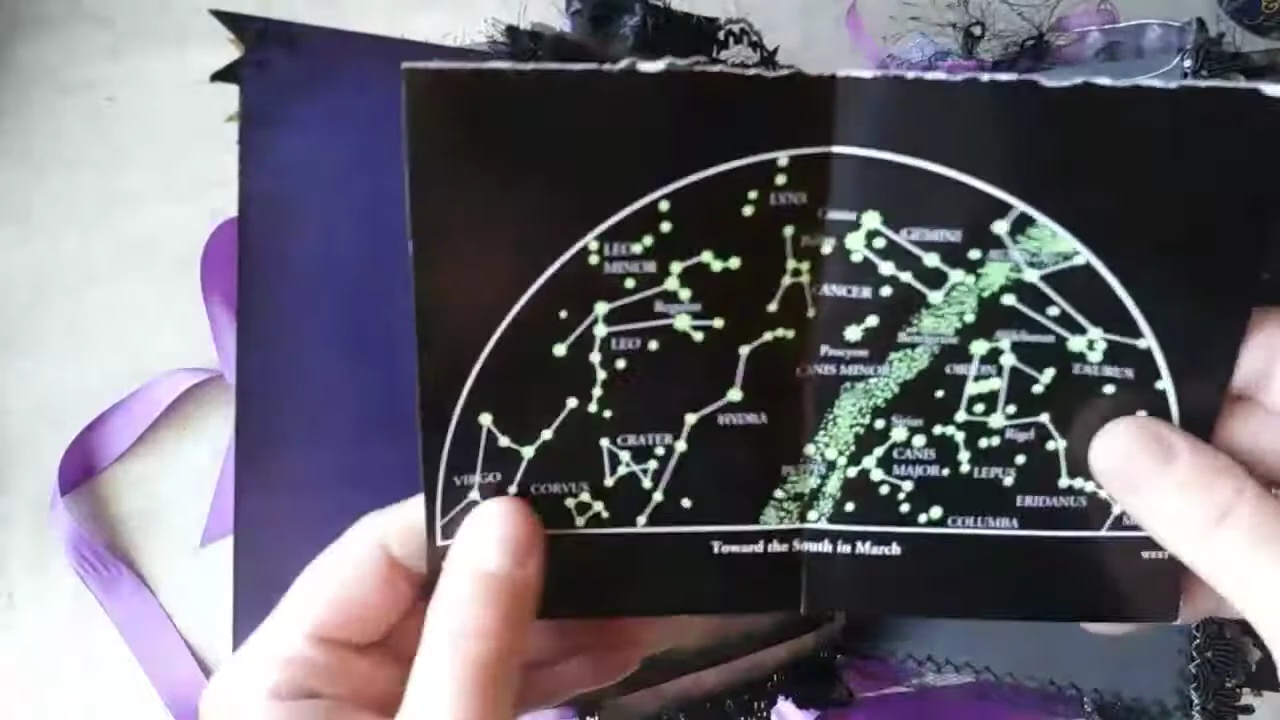 LYNX
GEMINI
LEO
MINOR
CANCER
Regulus
LEO
Procyon
CANIS MINOR
ORION
TAURUS
HYDRA
Sirius
Rigel
CRATER
CANIS
MAJOR
LEPUS
VIRGO
CORVUS
ERIDANUS
COLUMBA
Toward the South in March
WEST